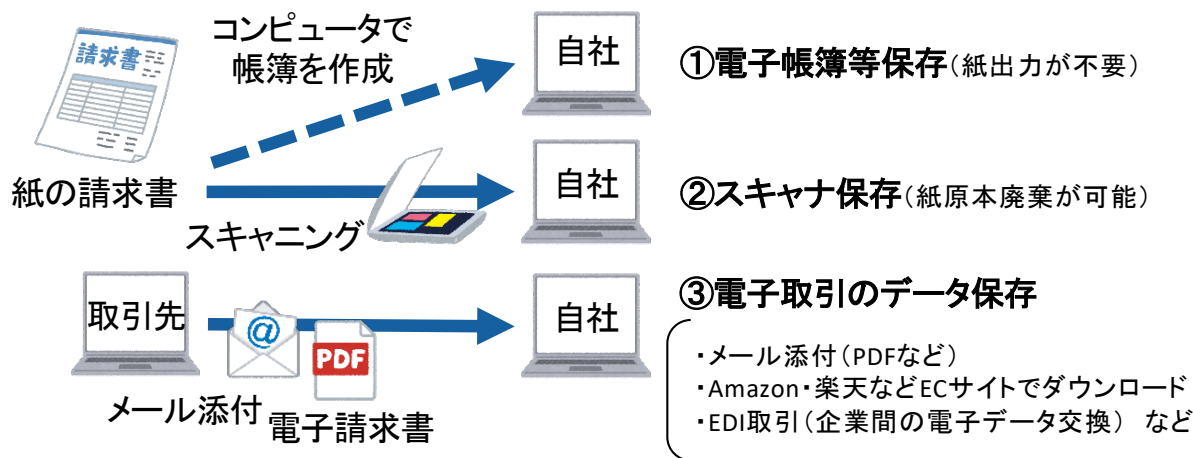 コンピュータで
帳簿を作成
請求書
紙の請求書
自社
①電子帳簿等保存(紙出力が不要)
スキャニング
自社
②スキャナ保存(紙原本廃棄が可能)
取引先
@
PDF
メール添付
電子請求書
自社
③電子取引のデータ保存
・メール添付(PDFなど)
・Amazon・楽天などECサイトでダウンロード
・EDI取引(企業間の電子データ交換) など